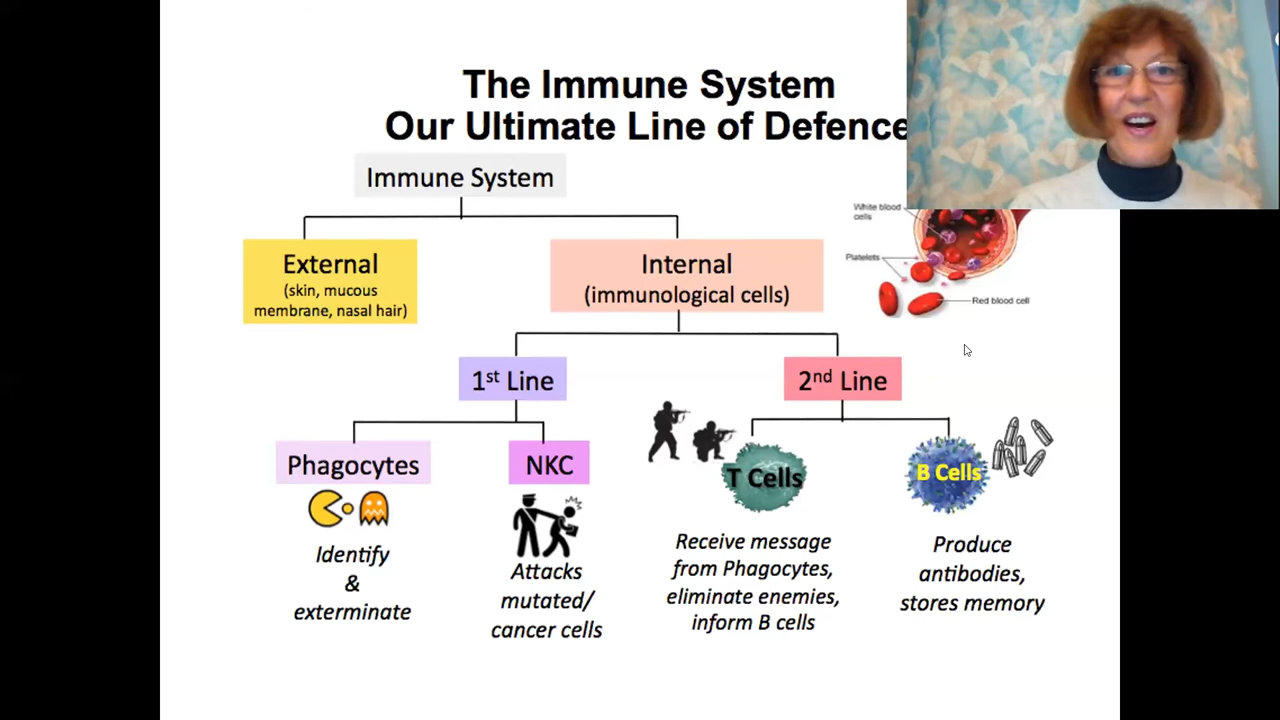 The Immune System
Our Ultimate Line of Defence
Immune System
External
(skin, mucous
membrane, nasal hair)
Internal
(immunological cells)
White blood
cells
Platelets
Red blood cell
1st Line
2nd Line
Phagocytes
NKC
T Cells
B Cells
Identify
&
exterminate
Attacks
mutated/
cancer cells
Receive message
from Phagocytes,
eliminate enemies,
inform B cells
Produce
antibodies,
stores memory